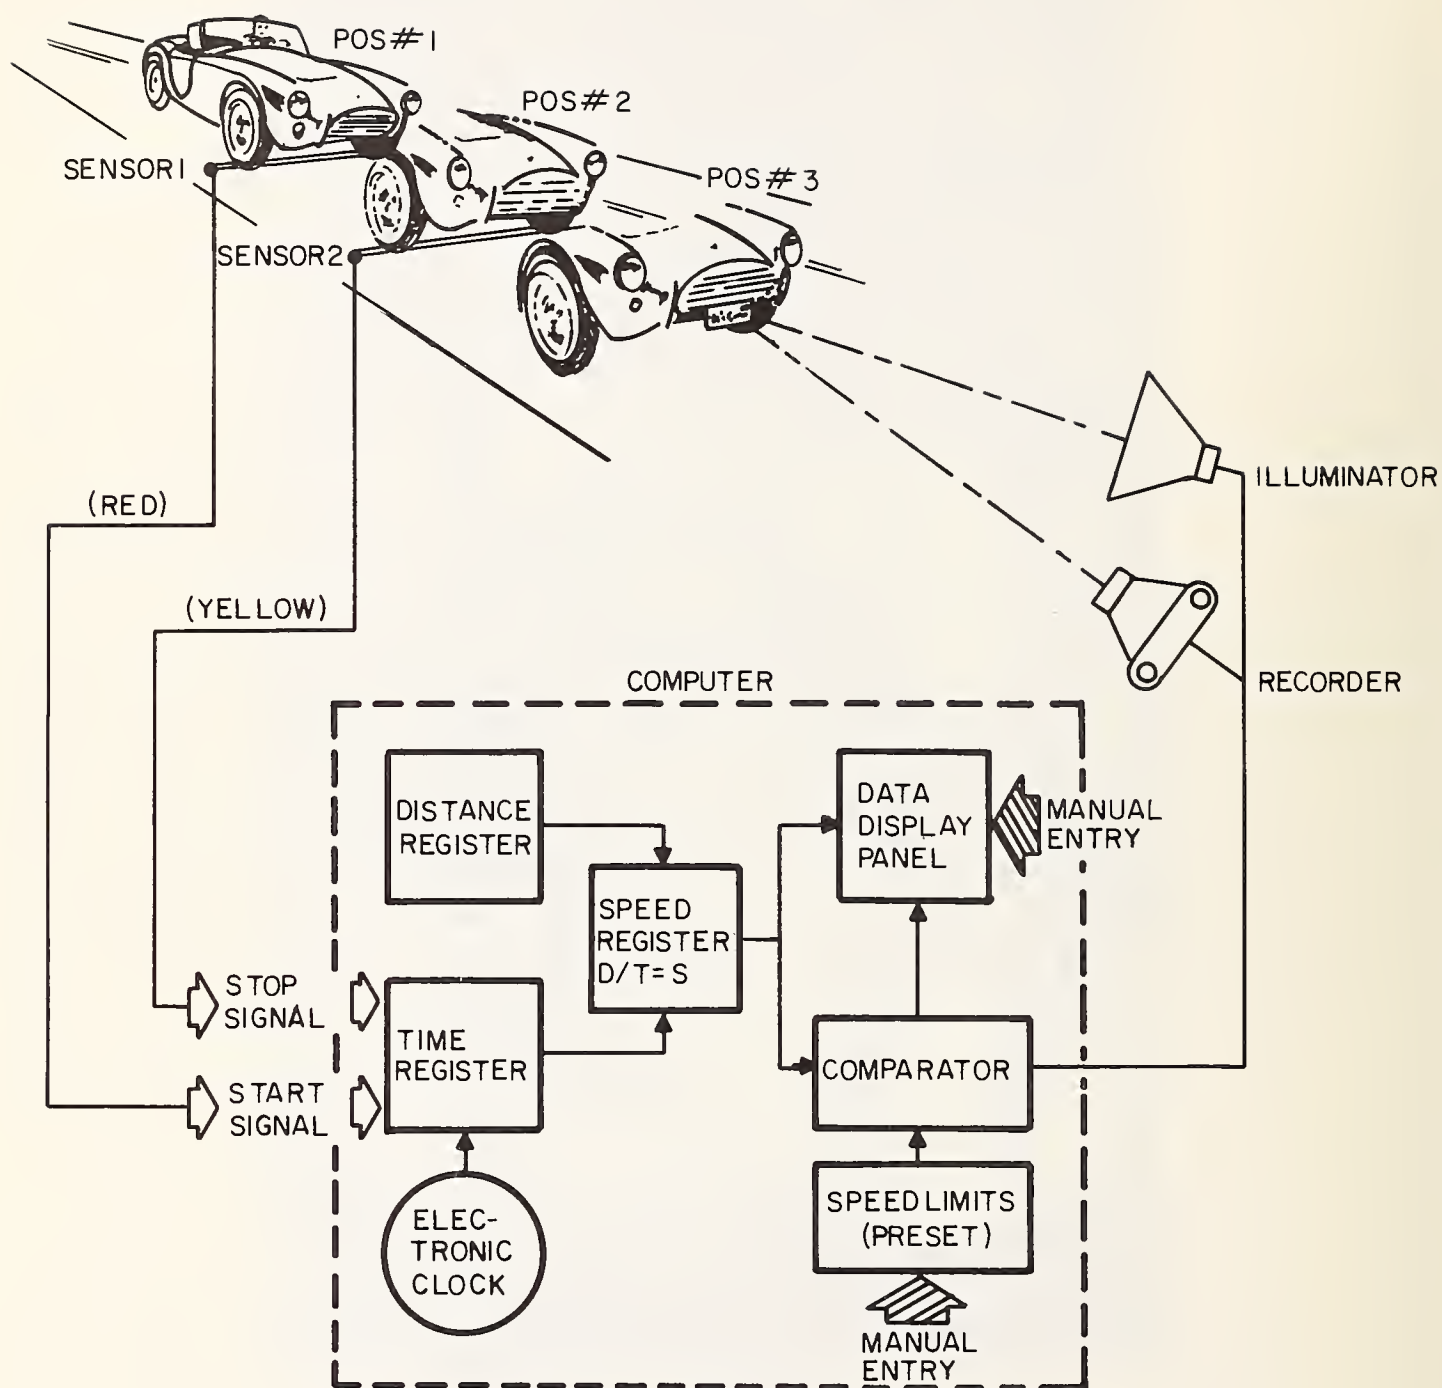 POS#1
POS#2
SENSOR1
POS#3
SENSOR2
(RED)
ILLUMINATOR
(YELLOW)
RECORDER
COMPUTER
DISTANCE
REGISTER
DATA
DISPLAY
PANEL
MANUAL
ENTRY
SPEED
REGISTER
D/T=S
STOP
SIGNAL
TIME
REGISTER
COMPARATOR
START
SIGNAL
SPEED LIMITS
(PRESET)
ELEC-
TRONIC
CLOCK
MANUAL
ENTRY